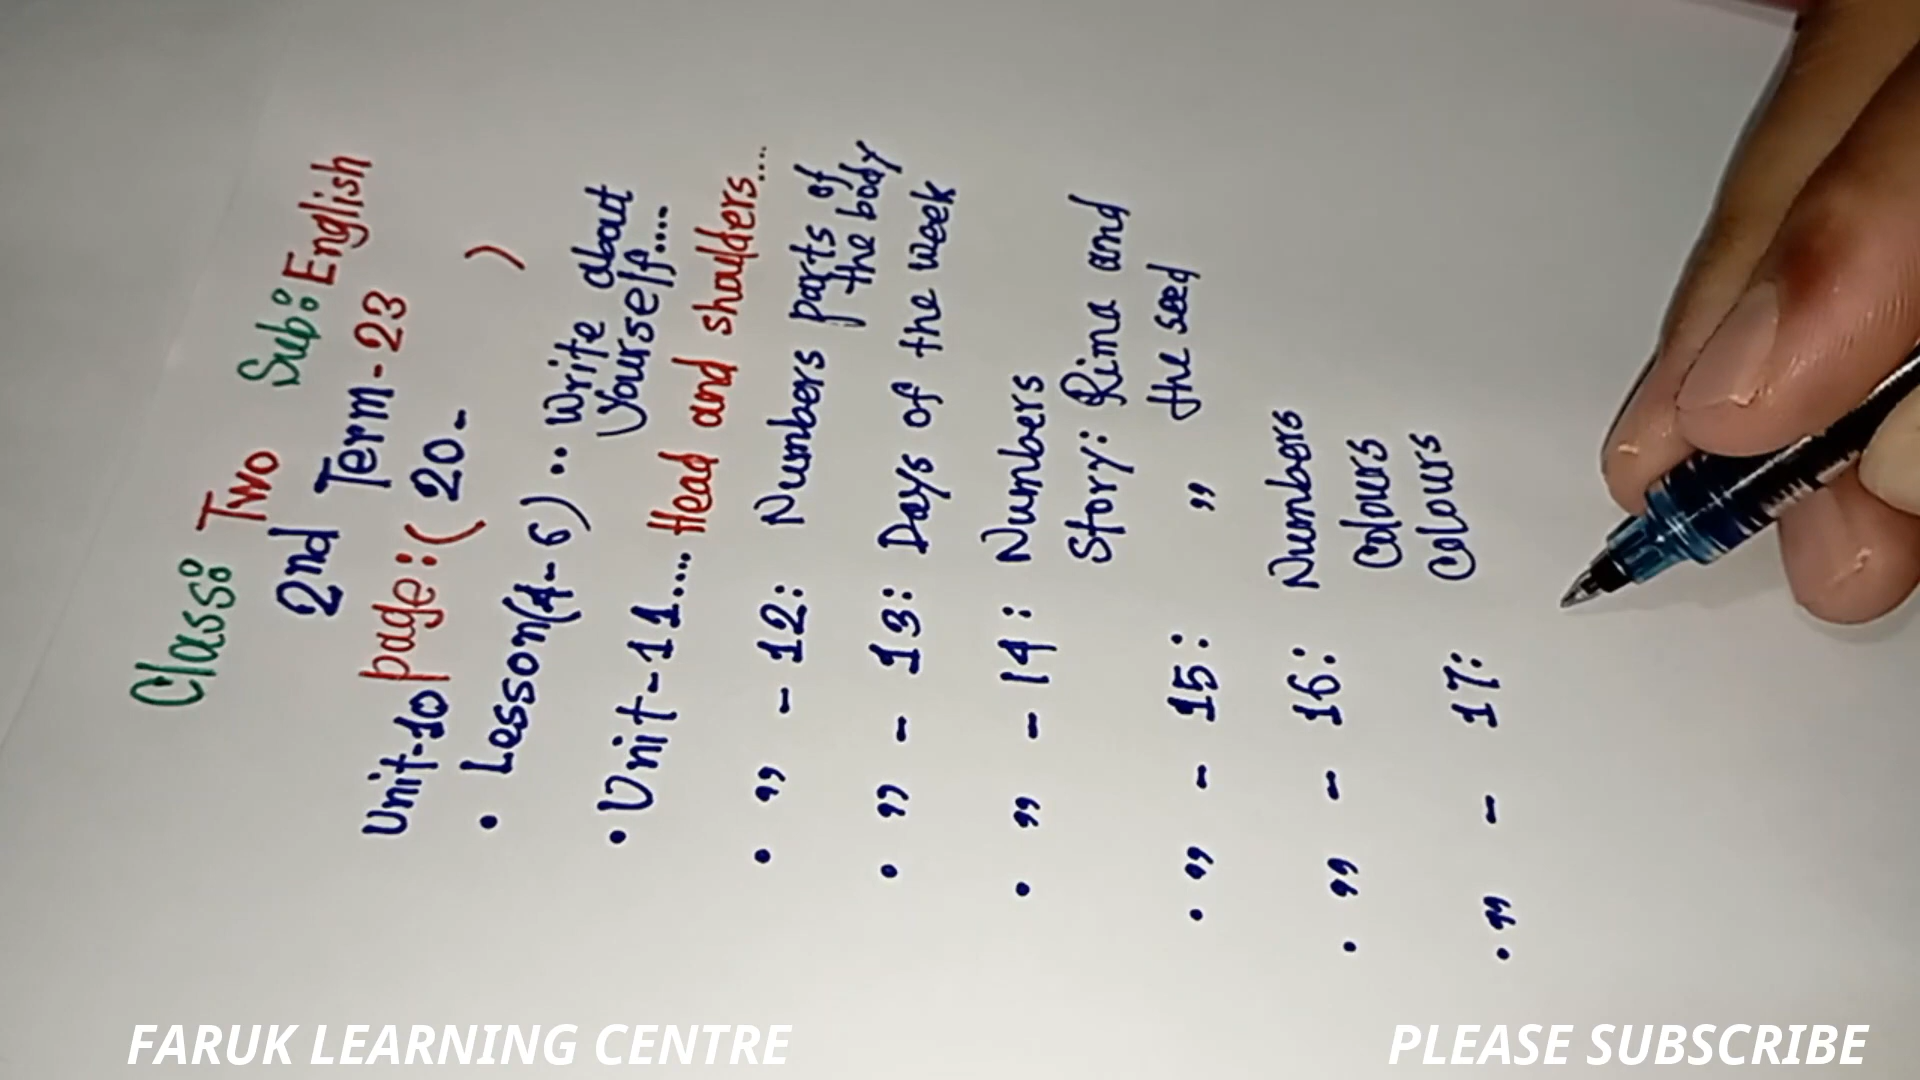 Class: Two Sub: English
2nd Term-23
Unit-10 page: ( 20- )
• Lesson(4-6) .. Write about
Yourself....
• Unit-11.... Head and shoulders....
• " - 12: Numbers parts of
the body
• " - 13: Days of the week
• " - 14: Numbers
Story: Rima and
• " - 15: " the seed
• " - 16: Numbers
Colours
• " - 17: Colours
FARUK LEARNING CENTRE
PLEASE SUBSCRIBE